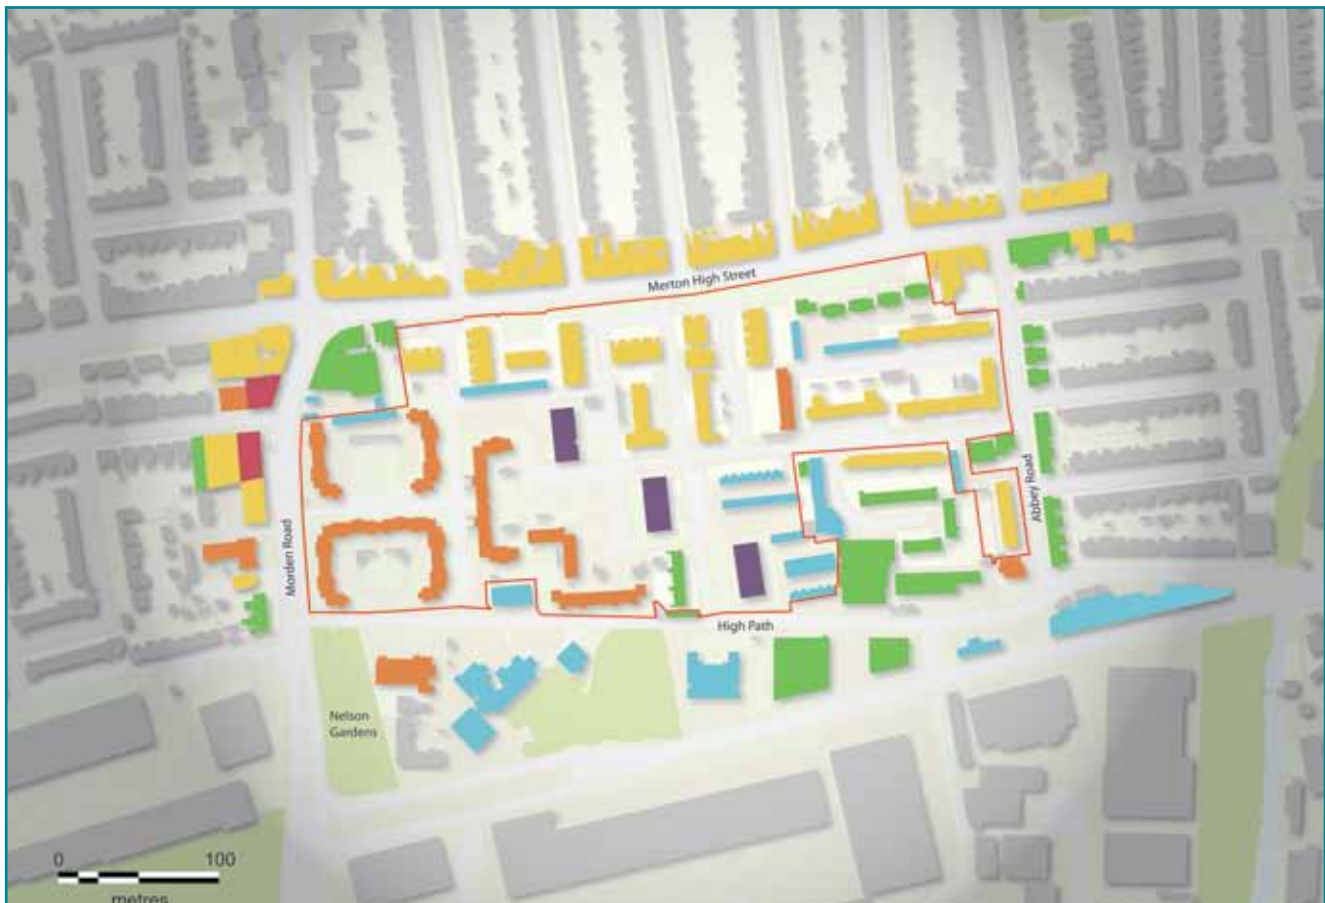 Merton High Street
Morden Road
Abbey Road
High Path
Nelson
Gardens
0 100
metres